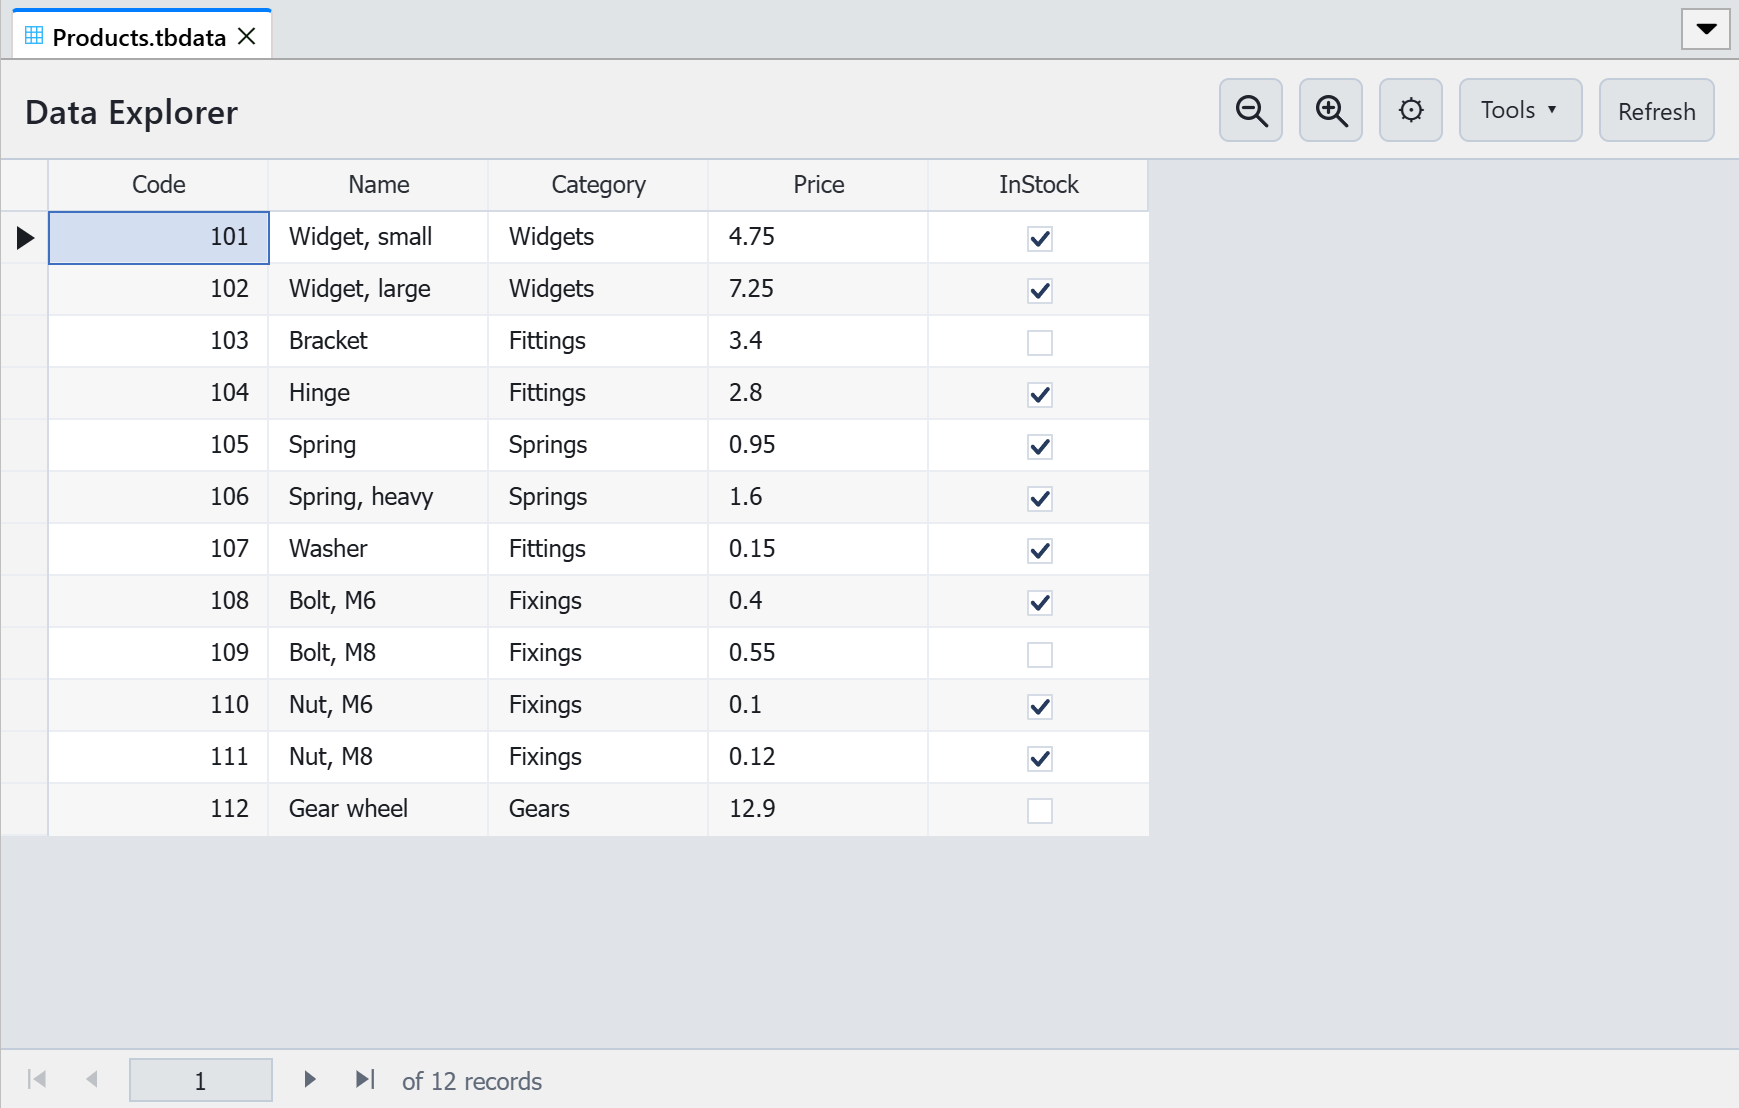 Products.tbdata
Data Explorer
Tools
Refresh
Code Name Category Price InStock
101 Widget, small Widgets 4.75
102 Widget, large Widgets 7.25
103 Bracket Fittings 3.4
104 Hinge Fittings 2.8
105 Spring Springs 0.95
106 Spring, heavy Springs 1.6
107 Washer Fittings 0.15
108 Bolt, M6 Fixings 0.4
109 Bolt, M8 Fixings 0.55
110 Nut, M6 Fixings 0.1
111 Nut, M8 Fixings 0.12
112 Gear wheel Gears 12.9
1 of 12 records